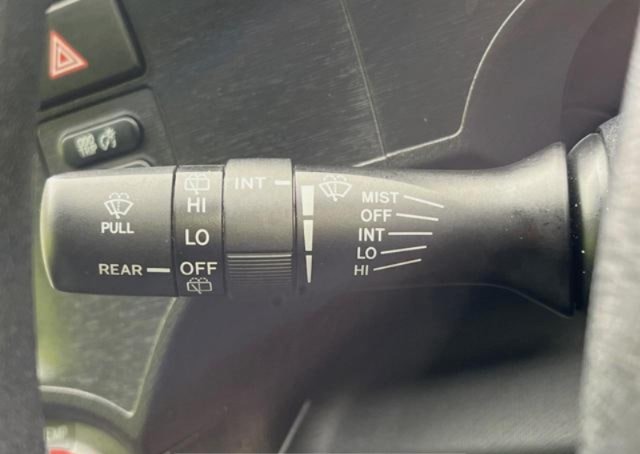 PULL
REAR
HI
LO
OFF
INT
MIST
OFF
INT
LO
HI